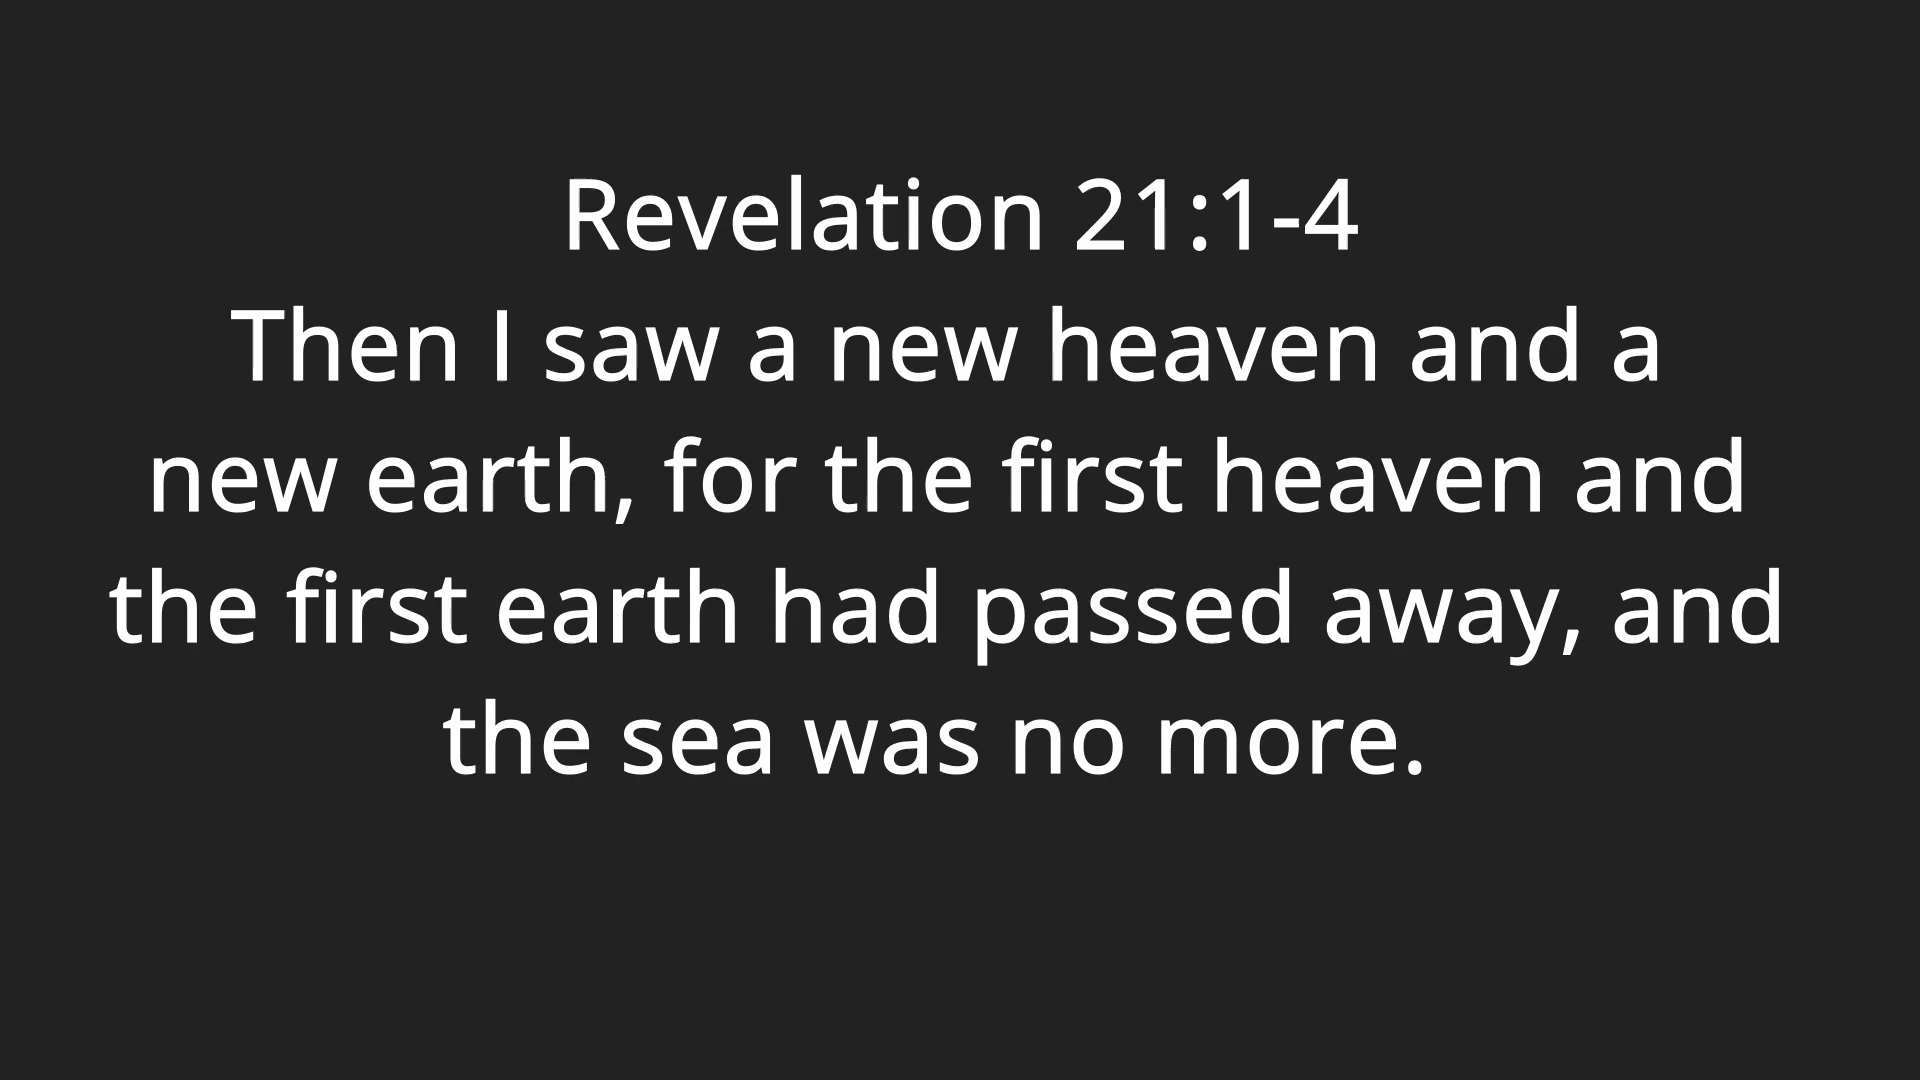 Revelation 21:1-4
Then I saw a new heaven and a
new earth, for the first heaven and
the first earth had passed away, and
the sea was no more.